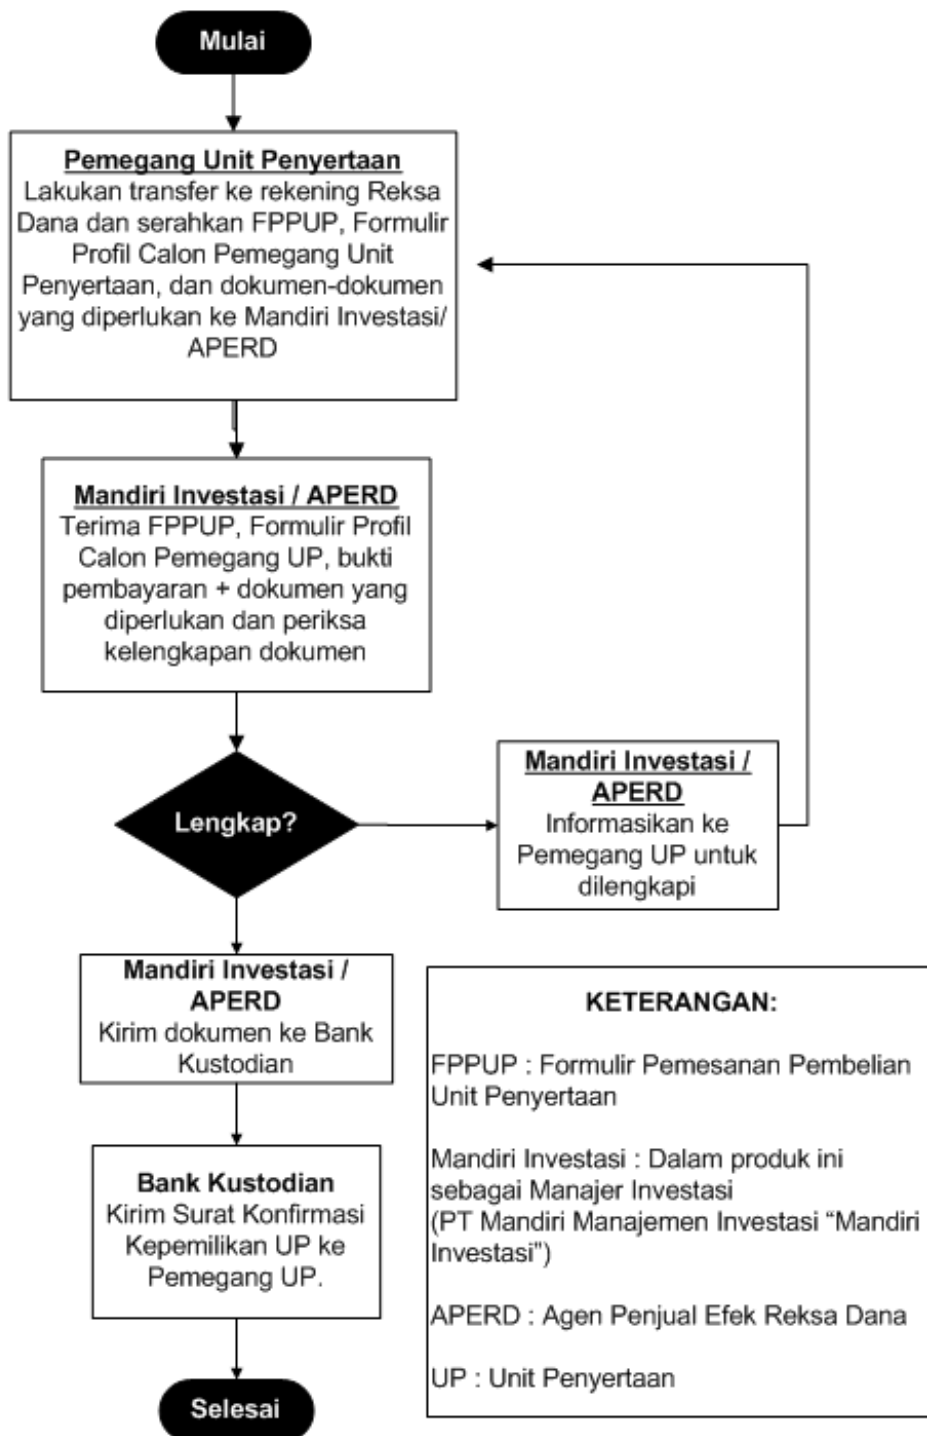 Mulai
Pemegang Unit Penyertaan
Lakukan transfer ke rekening Reksa
Dana dan serahkan FPPUP, Formulir
Profil Calon Pemegang Unit
Penyertaan, dan dokumen-dokumen
yang diperlukan ke Mandiri Investasi/
APERD
Mandiri Investasi / APERD
Terima FPPUP, Formulir Profil
Calon Pemegang UP, bukti
pembayaran + dokumen yang
diperlukan dan periksa
kelengkapan dokumen
Lengkap?
Mandiri Investasi /
APERD
Informasikan ke
Pemegang UP untuk
dilengkapi
Mandiri Investasi /
APERD
Kirim dokumen ke Bank
Kustodian
Bank Kustodian
Kirim Surat Konfirmasi
Kepemilikan UP ke
Pemegang UP.
Selesai
KETERANGAN:
FPPUP : Formulir Pemesanan Pembelian
Unit Penyertaan
Mandiri Investasi : Dalam produk ini
sebagai Manajer Investasi
(PT Mandiri Manajemen Investasi “Mandiri
Investasi”)
APERD : Agen Penjual Efek Reksa Dana
UP : Unit Penyertaan